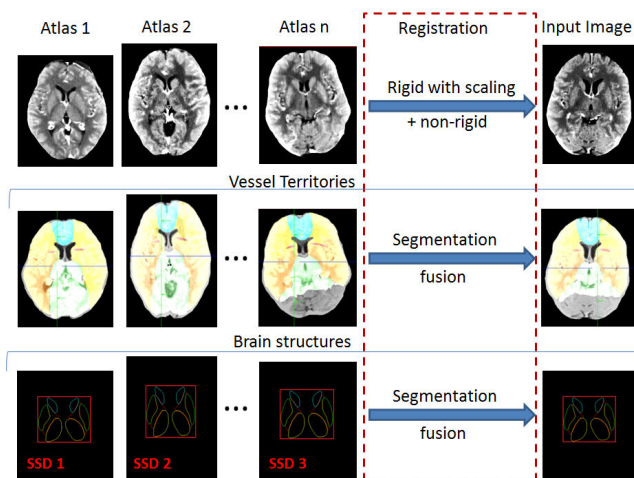 Atlas 1 Atlas 2 Atlas n Registration Input Image
... Rigid with scaling
+ non-rigid
Vessel Territories
... Segmentation
fusion
Brain structures
... Segmentation
fusion
SSD 1 SSD 2 SSD 3